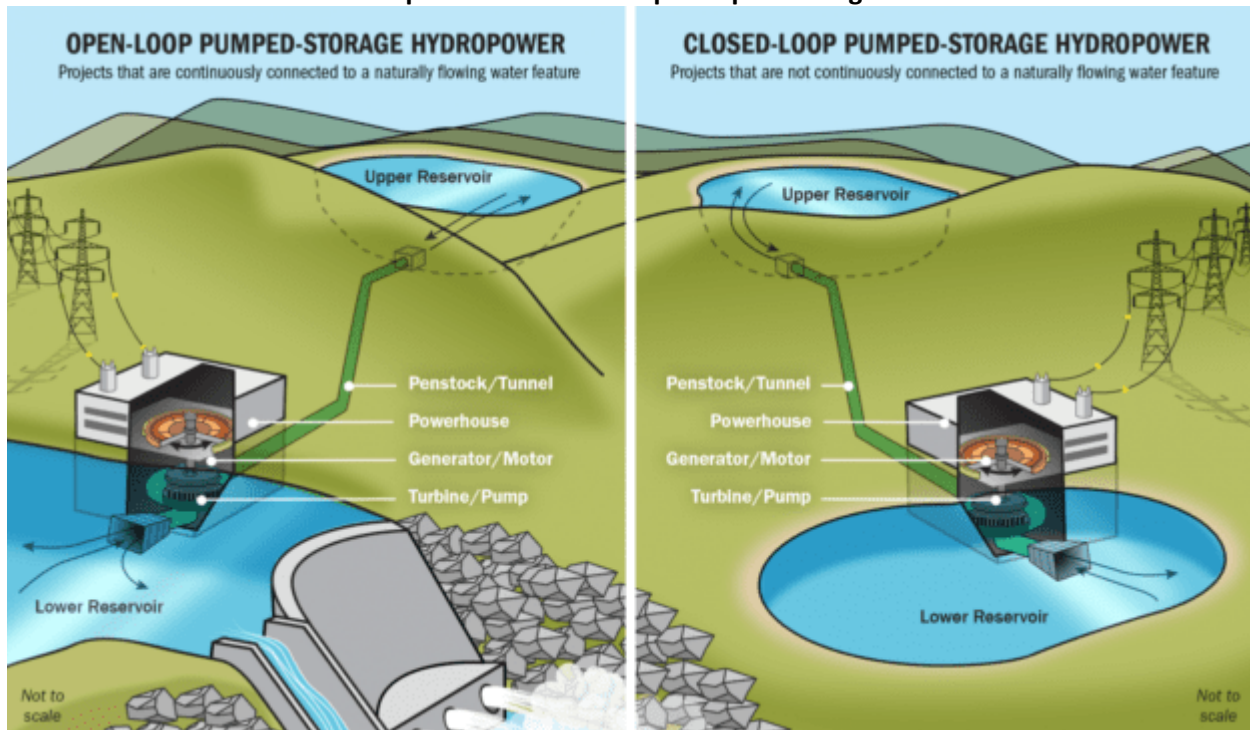 OPEN-LOOP PUMPED-STORAGE HYDROPOWER
Projects that are continuously connected to a naturally flowing water feature
Upper Reservoir
Penstock/Tunnel
Powerhouse
Generator/Motor
Turbine/Pump
Lower Reservoir
Not to
scale
CLOSED-LOOP PUMPED-STORAGE HYDROPOWER
Projects that are not continuously connected to a naturally flowing water feature
Upper Reservoir
Penstock/Tunnel
Powerhouse
Generator/Motor
Turbine/Pump
Lower Reservoir
Not to
scale